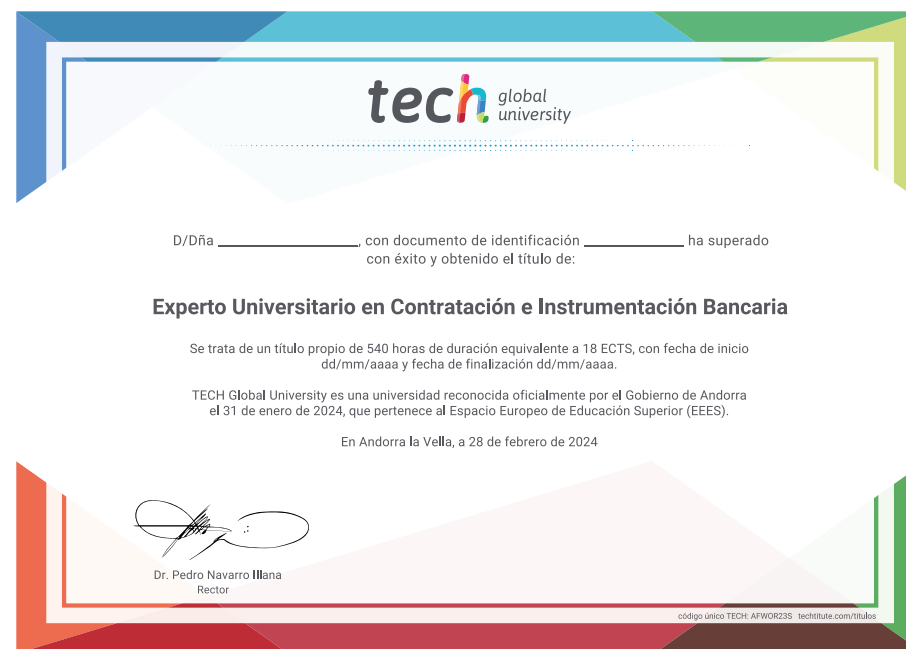 tech global university
D/Dña ____________________, con documento de identificación ______________ ha superado
con éxito y obtenido el título de:
Experto Universitario en Contratación e Instrumentación Bancaria
Se trata de un título propio de 540 horas de duración equivalente a 18 ECTS, con fecha de inicio
dd/mm/aaaa y fecha de finalización dd/mm/aaaa.
TECH Global University es una universidad reconocida oficialmente por el Gobierno de Andorra
el 31 de enero de 2024, que pertenece al Espacio Europeo de Educación Superior (EEES).
En Andorra la Vella, a 28 de febrero de 2024
Dr. Pedro Navarro Illana
Rector
código único TECH: AFWOR23S techtitute.com/titulos